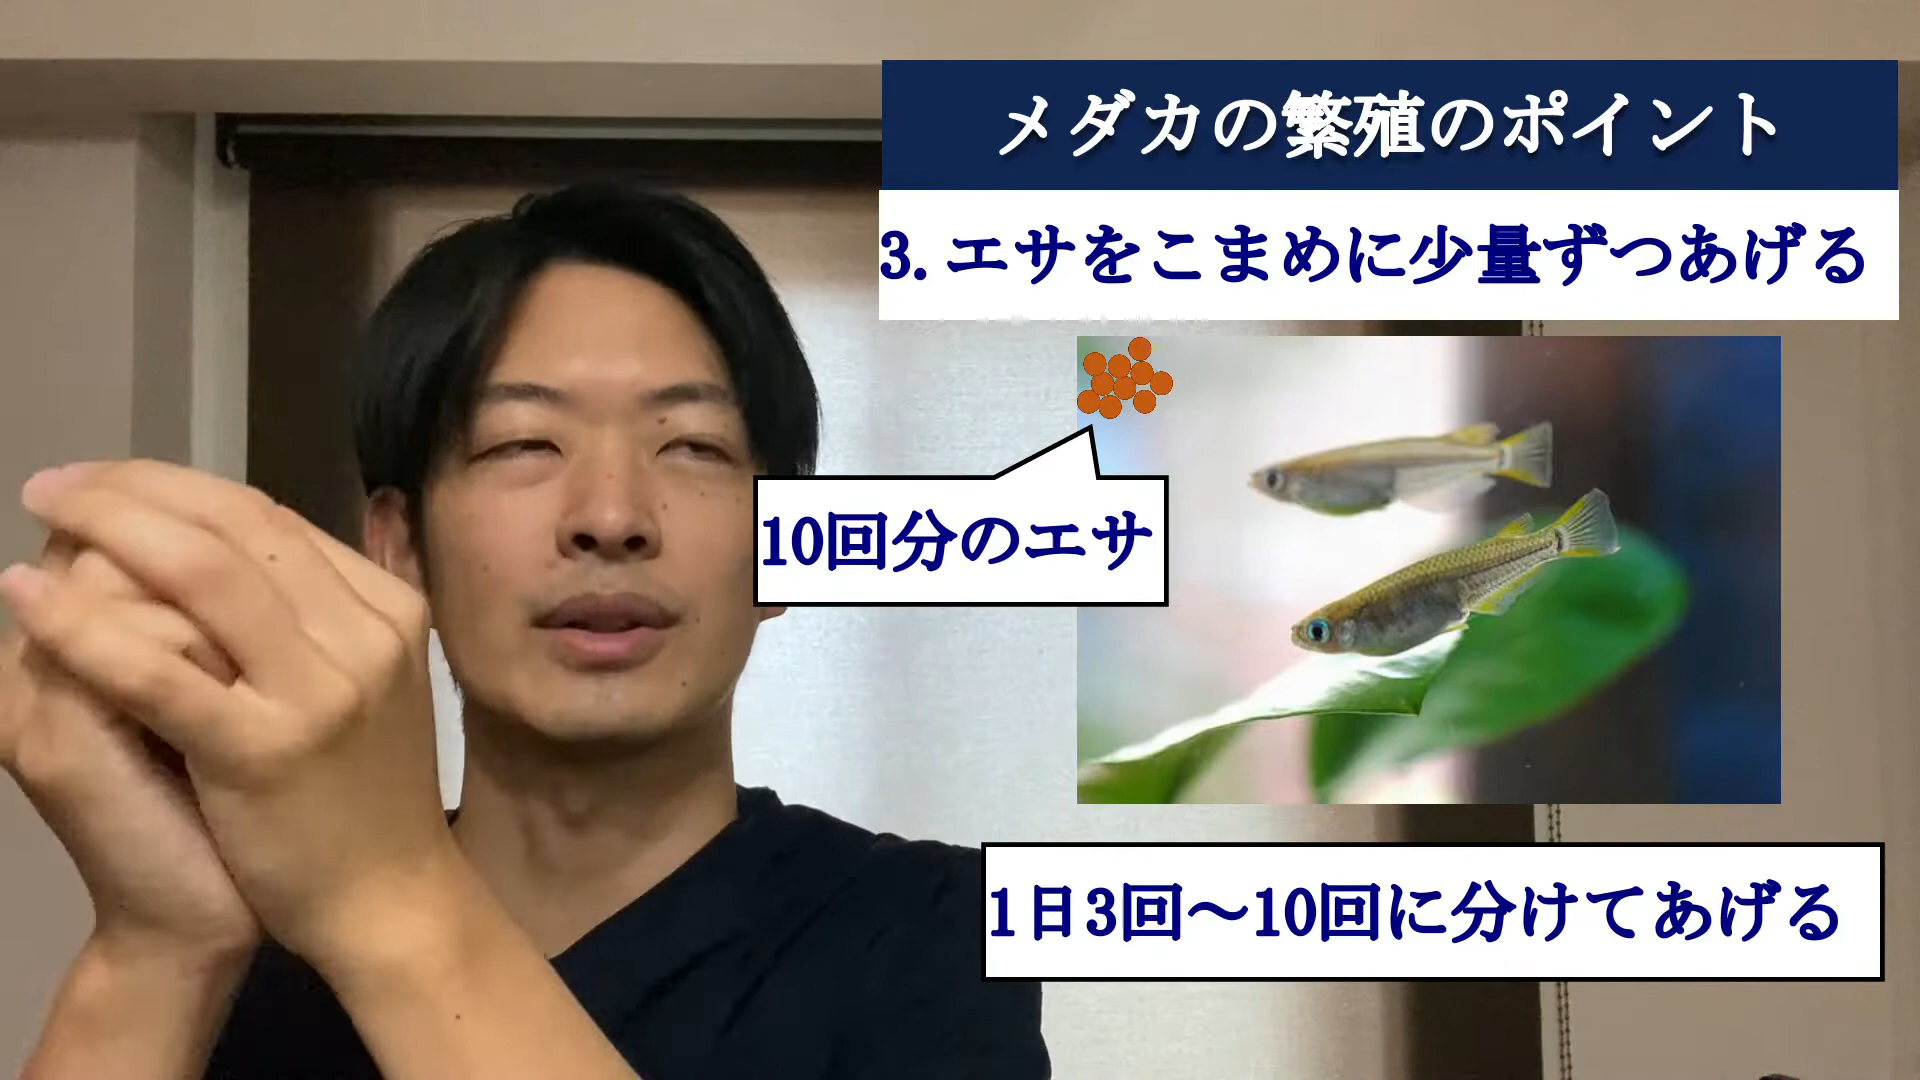 メダカの繁殖のポイント
3.エサをこまめに少量ずつあげる
10回分のエサ
1日3回～10回に分けてあげる